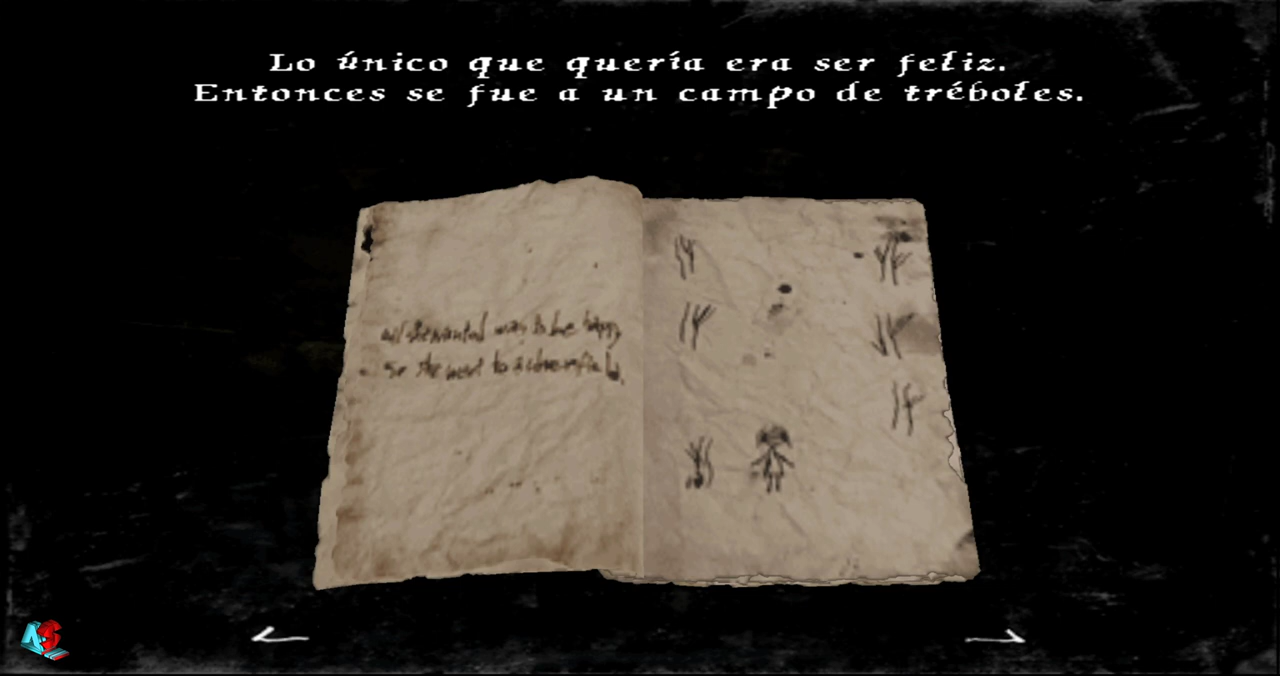 Lo único que quería era ser feliz.
Entonces se fue a un campo de tréboles.
all she wanted was to be happy
so she went to a cloverfield.